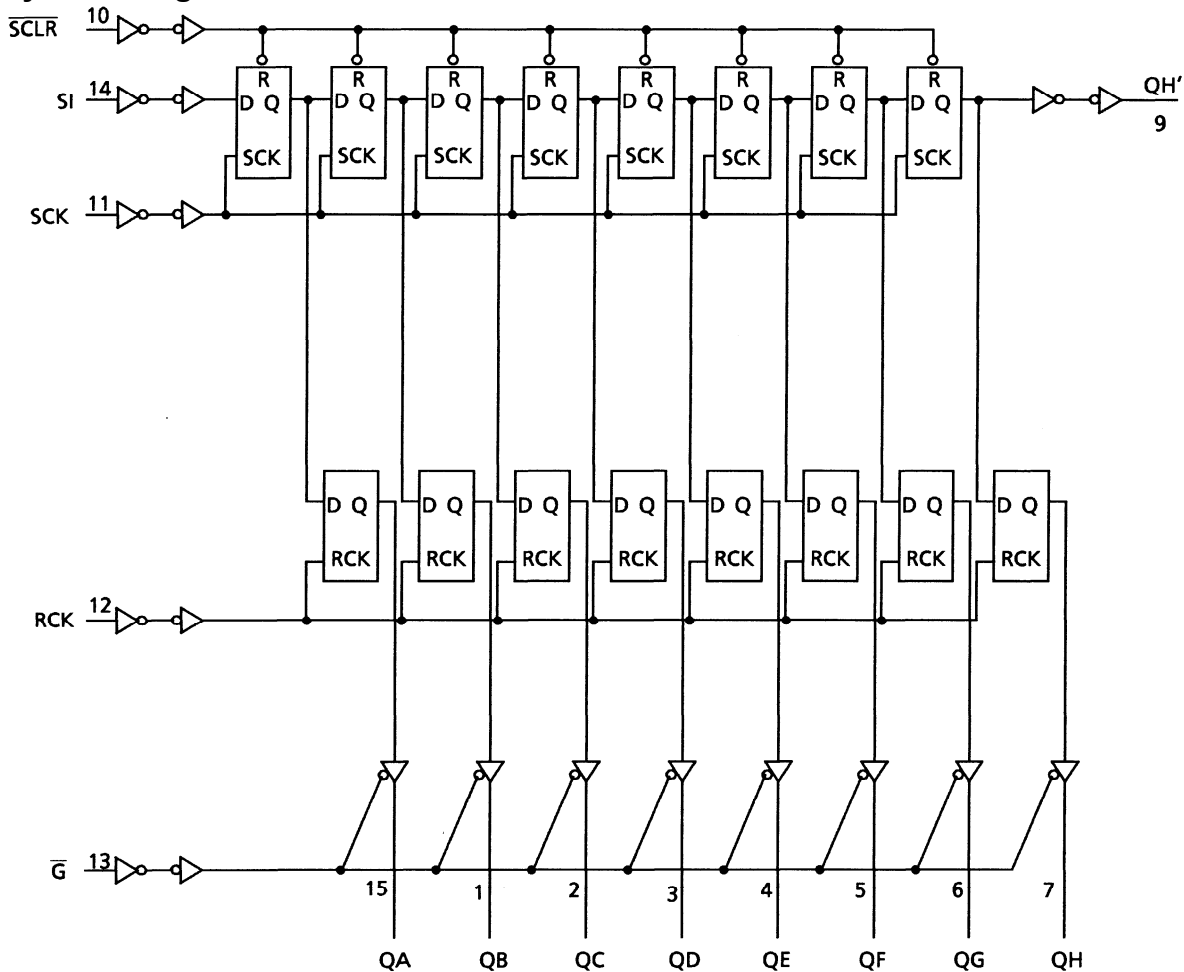 SCLR 10
R R R R R R R R
SI 14 D Q D Q D Q D Q D Q D Q D Q D Q QH' 9
SCK SCK SCK SCK SCK SCK SCK SCK
SCK 11
D Q D Q D Q D Q D Q D Q D Q D Q
RCK RCK RCK RCK RCK RCK RCK RCK
RCK 12
G 13
15 1 2 3 4 5 6 7
QA QB QC QD QE QF QG QH